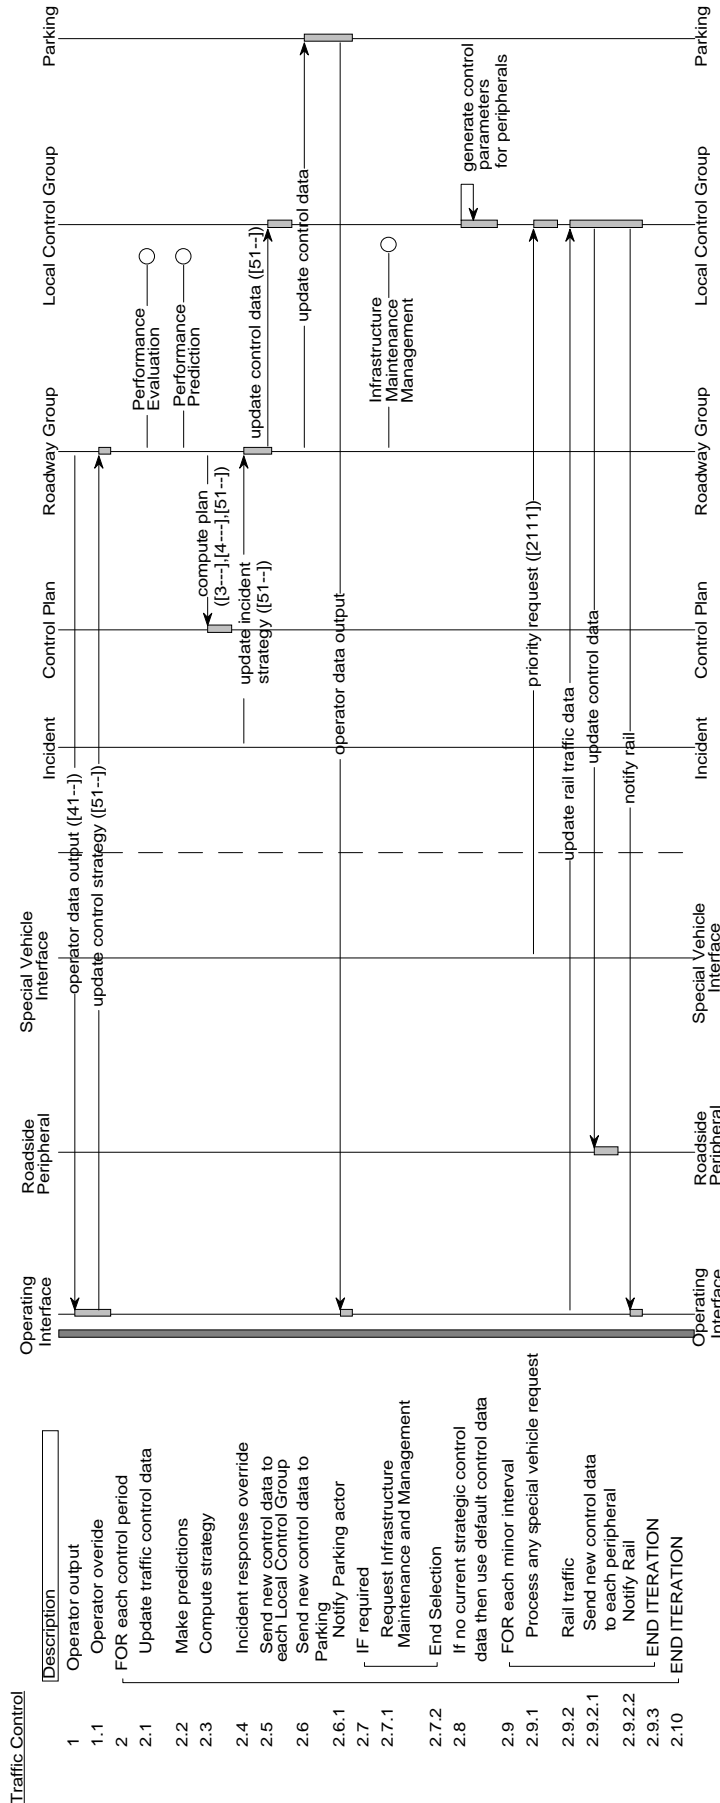 Traffic Control
Description
1 Operator output
1.1 Operator overide
2 FOR each control period
2.1 Update traffic control data
2.2 Make predictions
2.3 Compute strategy
2.4 Incident response override
2.5 Send new control data to
each Local Control Group
2.6 Send new control data to
Parking
2.6.1 Notify Parking actor
2.7 IF required
2.7.1 Request Infrastructure
Maintenance and Management
2.7.2 End Selection
2.8 If no current strategic control
data then use default control data
2.9 FOR each minor interval
2.9.1 Process any special vehicle request
2.9.2 Rail traffic
2.9.2.1 Send new control data
to each peripheral
2.9.2.2 Notify Rail
2.9.3 END ITERATION
2.10 END ITERATION
Operating
Interface
Roadside
Peripheral
Special Vehicle
Interface
Incident
Control Plan
Roadway Group
Local Control Group
Parking
operator data output ([41--])
update control strategy ([51--])
Performance
Evaluation
Performance
Prediction
compute plan
([3---],[4---],[51--])
update incident
strategy ([51--])
update control data ([51--])
update control data
operator data output
Infrastructure
Maintenance
Management
generate control
parameters
for peripherals
priority request ([2111])
update rail traffic data
update control data
notify rail
Operating
Interface
Roadside
Peripheral
Special Vehicle
Interface
Incident
Control Plan
Roadway Group
Local Control Group
Parking